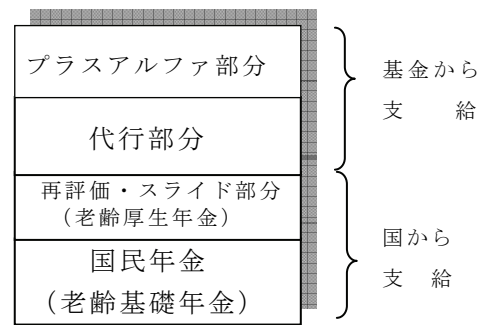 プラスアルファ部分
代行部分
再評価・スライド部分
（老齢厚生年金）
国民年金
（老齢基礎年金）
基金から
支　給
国から
支　給